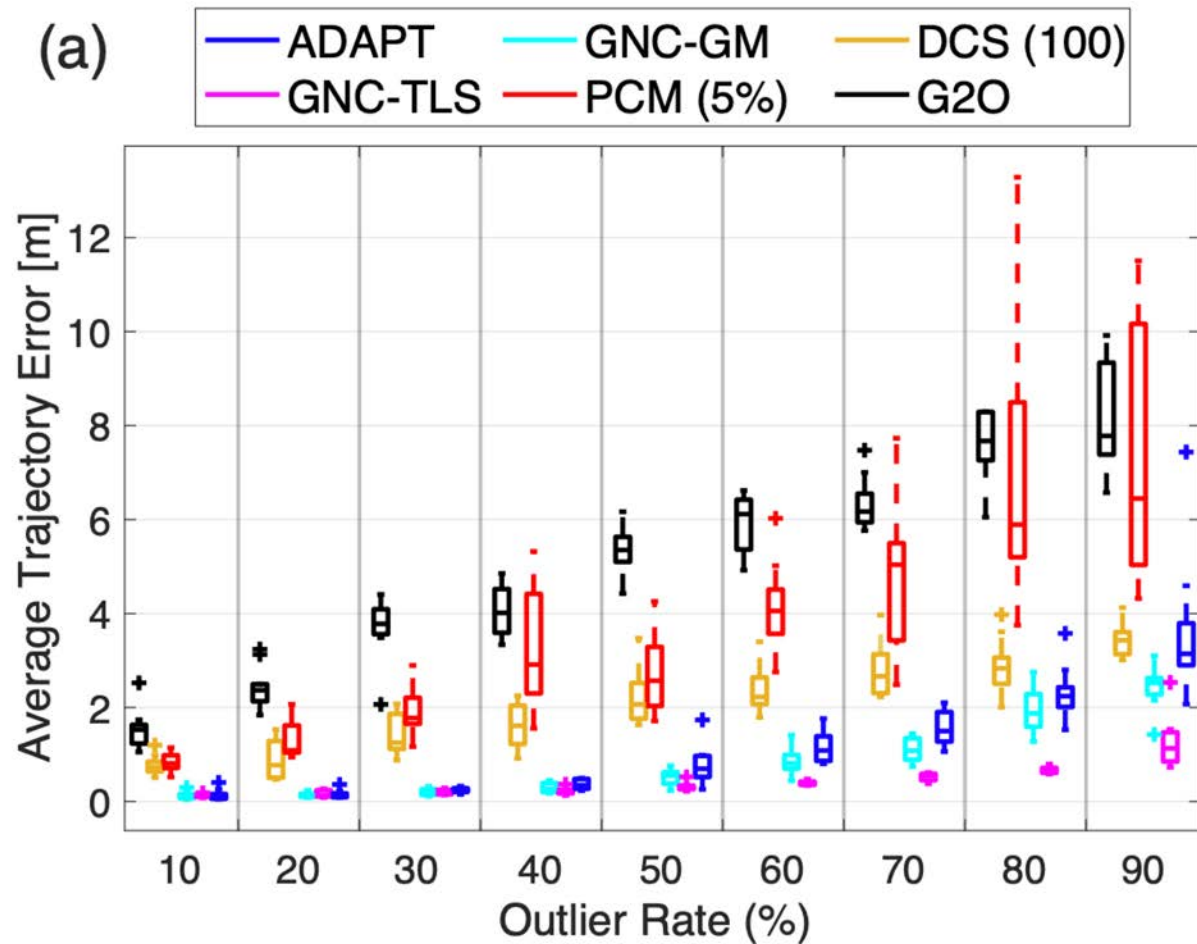 (a)
ADAPT GNC-GM DCS (100)
GNC-TLS PCM (5%) G2O
Average Trajectory Error [m]
12
10
8
6
4
2
0
10 20 30 40 50 60 70 80 90
Outlier Rate (%)